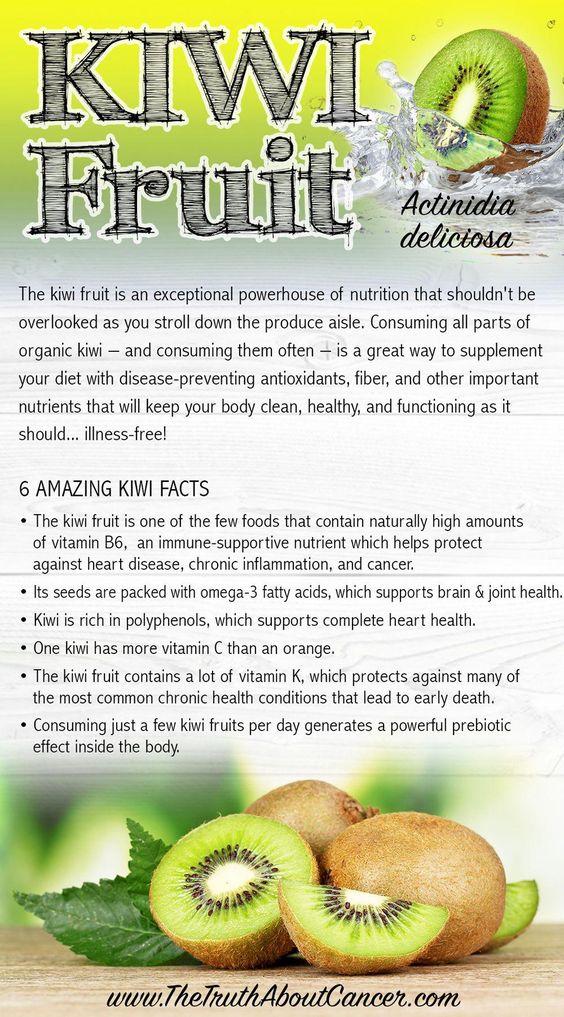 KIWI
Fruit
Actinidia
deliciosa
The kiwi fruit is an exceptional powerhouse of nutrition that shouldn't be
overlooked as you stroll down the produce aisle. Consuming all parts of
organic kiwi – and consuming them often – is a great way to supplement
your diet with disease-preventing antioxidants, fiber, and other important
nutrients that will keep your body clean, healthy, and functioning as it
should... illness-free!
6 AMAZING KIWI FACTS
• The kiwi fruit is one of the few foods that contain naturally high amounts
of vitamin B6,  an immune-supportive nutrient which helps protect
against heart disease, chronic inflammation, and cancer.
• Its seeds are packed with omega-3 fatty acids, which supports brain & joint health.
• Kiwi is rich in polyphenols, which supports complete heart health.
• One kiwi has more vitamin C than an orange.
• The kiwi fruit contains a lot of vitamin K, which protects against many of
the most common chronic health conditions that lead to early death.
• Consuming just a few kiwi fruits per day generates a powerful prebiotic
effect inside the body.
www.TheTruthAboutCancer.com